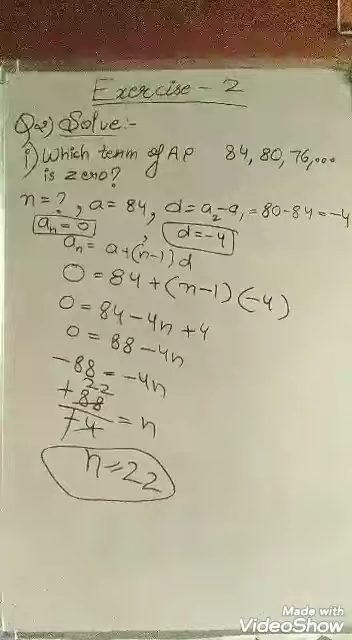 Exercise - 2
Q2) Solve:-
i) Which term of A.P 84, 80, 76,...
is zero?
n = ?, a = 84, d = a₂-a₁ = 80-84 = -4
aₙ = 0, d = -4
aₙ = a + (n-1) d
0 = 84 + (n-1) (-4)
0 = 84 - 4n + 4
0 = 88 - 4n
-88 = -4n
22
+88
/-4 = n
n = 22
Made with
VideoShow